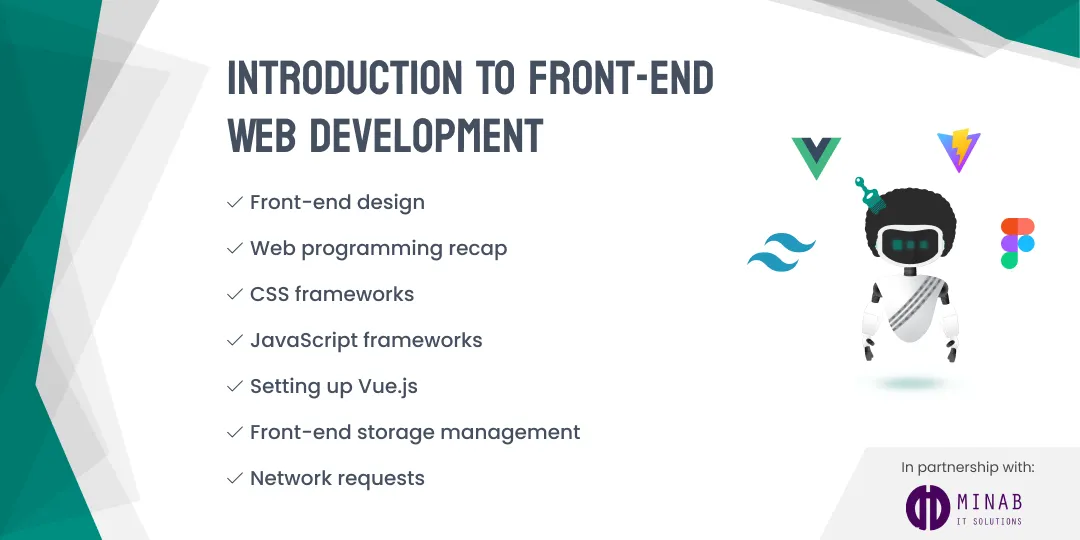 INTRODUCTION TO FRONT-END
WEB DEVELOPMENT
Front-end design
Web programming recap
CSS frameworks
JavaScript frameworks
Setting up Vue.js
Front-end storage management
Network requests
In partnership with:
MINAB
IT SOLUTIONS